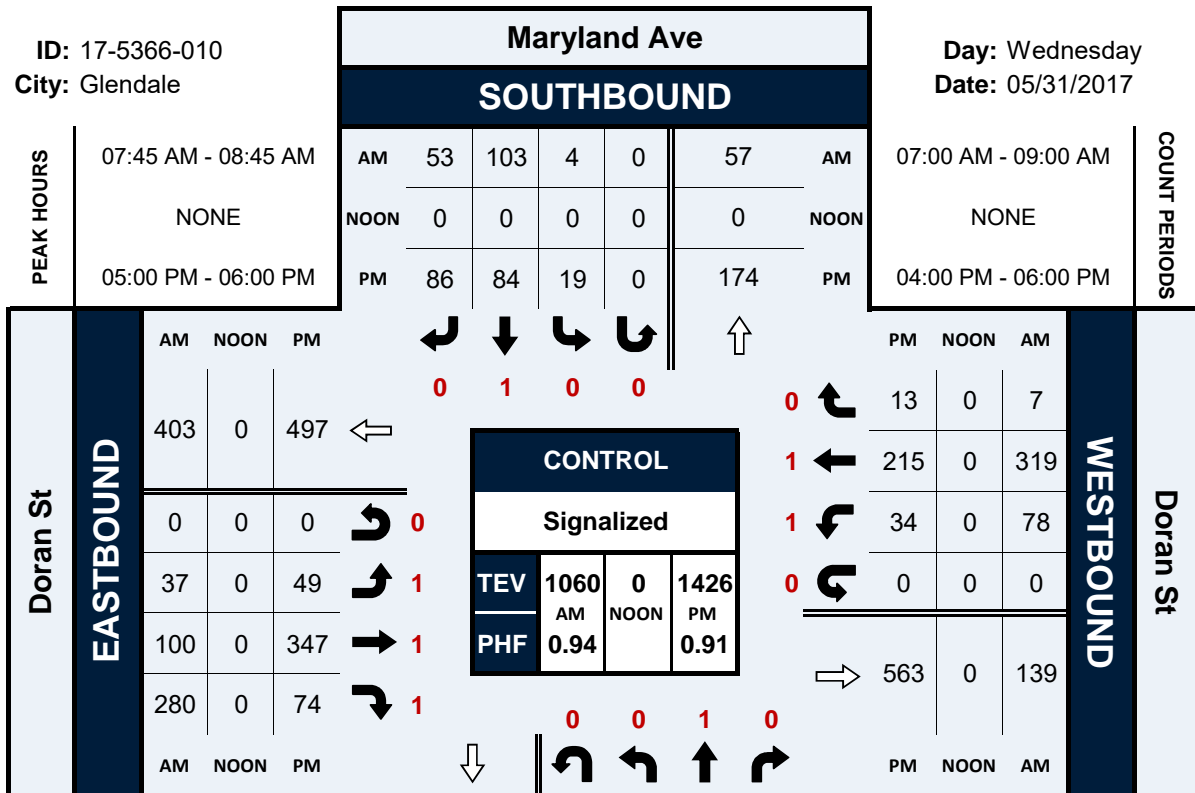 Maryland Ave
ID: 17-5366-010
Day: Wednesday
City: Glendale
Date: 05/31/2017
SOUTHBOUND
PEAK HOURS
07:45 AM - 08:45 AM
NONE
05:00 PM - 06:00 PM
AM 53 103 4 0 57 AM
NOON 0 0 0 0 0 NOON
PM 86 84 19 0 174 PM
07:00 AM - 09:00 AM
NONE
04:00 PM - 06:00 PM
COUNT PERIODS
0 1 0 0
Doran St
EASTBOUND
AM NOON PM
403 0 497
0 0 0 0
37 0 49 1
100 0 347 1
280 0 74 1
AM NOON PM
CONTROL
Signalized
TEV 1060 0 1426
AM NOON PM
PHF 0.94 0.91
PM NOON AM
0 13 0 7
1 215 0 319
1 34 0 78
0 0 0 0
563 0 139
PM NOON AM
WESTBOUND
Doran St
0 0 1 0